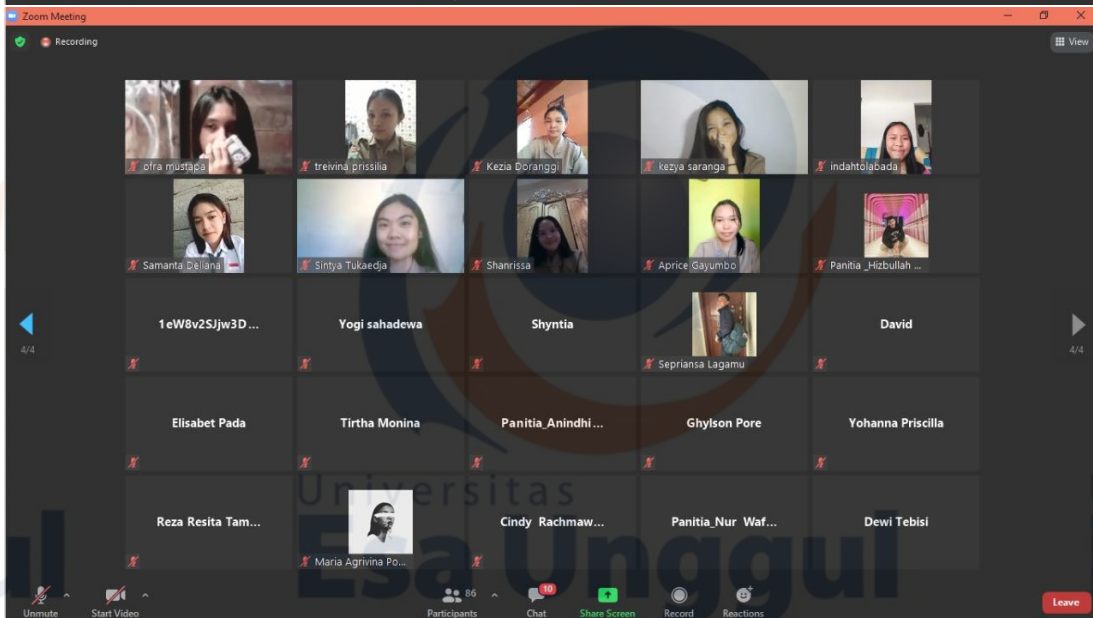 Zoom Meeting
Recording
View
ofra mustapa
treivina prissilia
Kezia Doranggi
kezya saranga
indahtolabada
Samanta Deliana
Sintya Tukaedja
Shanrissa
Aprice Gayumbo
Panitia _Hizbullah ...
4/4
1eW8v2SJjw3D...
Yogi sahadewa
Shyntia
Sepriansa Lagamu
David
4/4
Elisabet Pada
Tirtha Monina
Panitia_Anindhi...
Ghylson Pore
Yohanna Priscilla
Reza Resita Tam...
Maria Agrivina Po...
Cindy Rachmaw...
Panitia_Nur Waf...
Dewi Tebisi
Universitas
Esa Unggul
ul
Unmute
Start Video
86
Participants
10
Chat
Share Screen
Record
Reactions
Leave